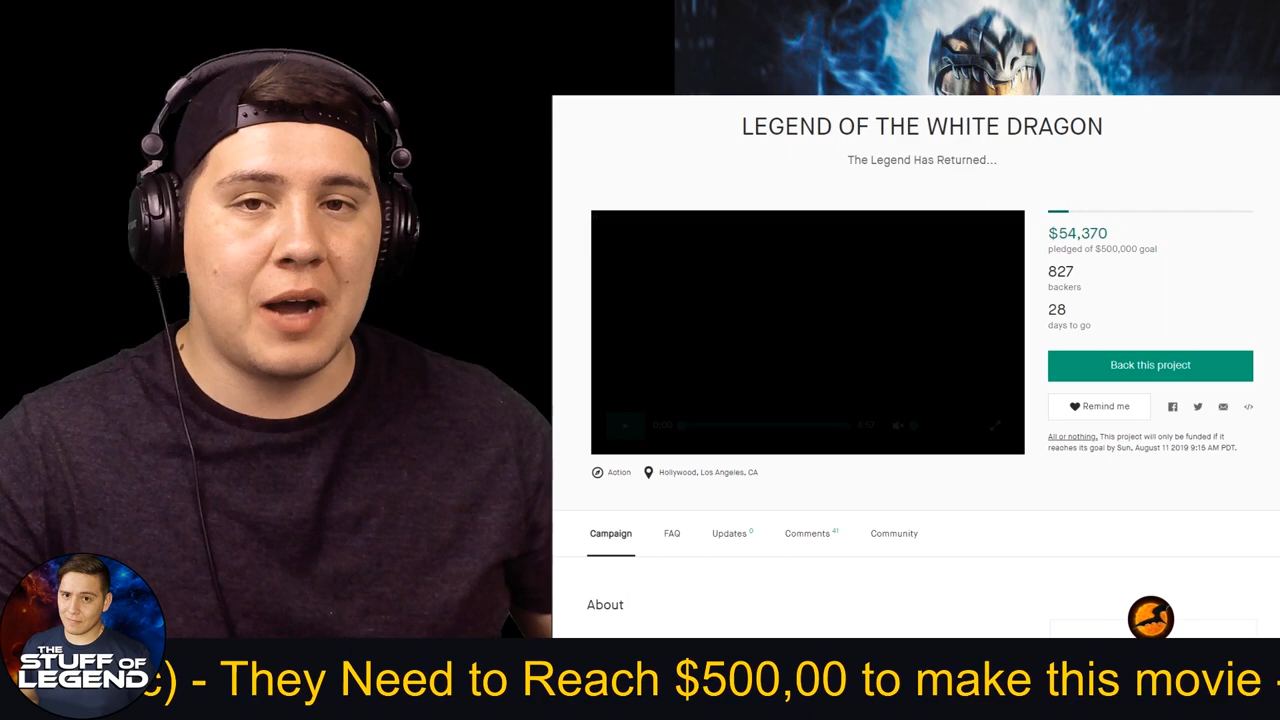 LEGEND OF THE WHITE DRAGON
The Legend Has Returned...
$54,370
pledged of $500,000 goal
827
backers
28
days to go
Back this project
Remind me
All or nothing. This project will only be funded if it
reaches its goal by Sun, August 11 2019 9:15 AM PDT.
0:00
Action
Hollywood, Los Angeles, CA
Campaign
FAQ
Updates 0
Comments 41
Community
About
THE
STUFF OF
LEGEND
c) - They Need to Reach $500,00 to make this movie -